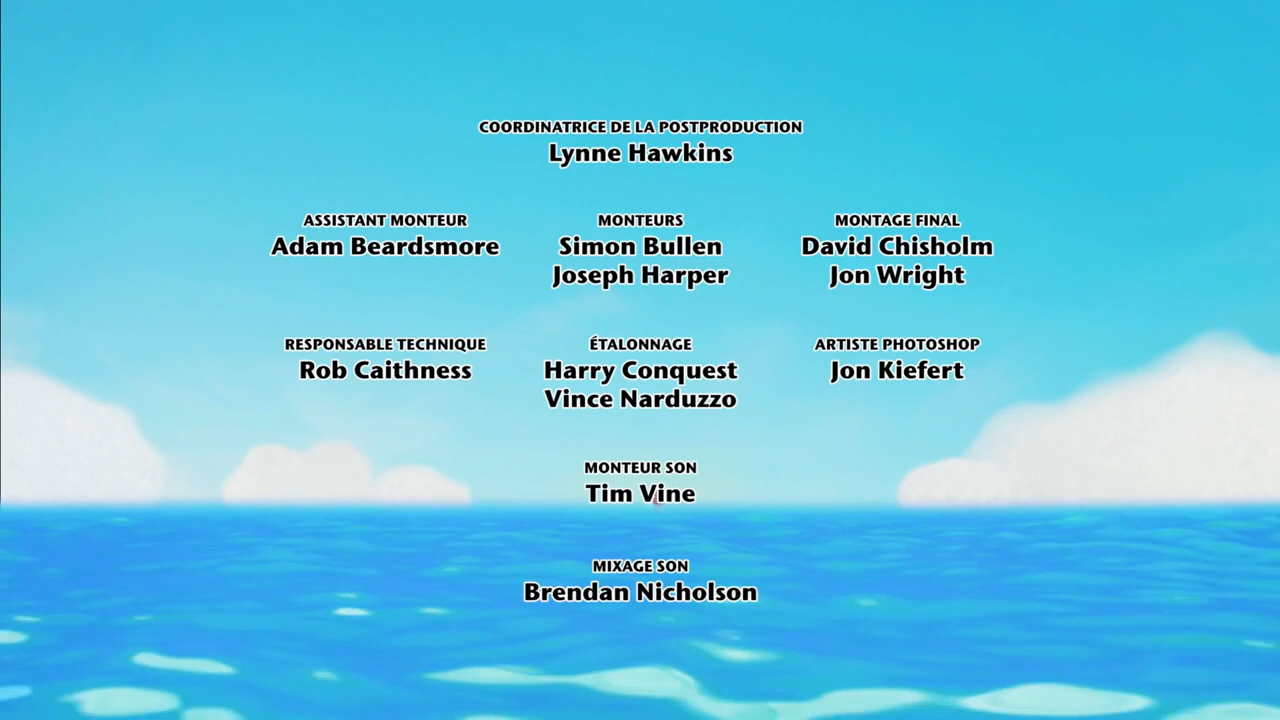 COORDINATRICE DE LA POSTPRODUCTION
Lynne Hawkins
ASSISTANT MONTEUR
Adam Beardsmore
MONTEURS
Simon Bullen
Joseph Harper
MONTAGE FINAL
David Chisholm
Jon Wright
RESPONSABLE TECHNIQUE
Rob Caithness
ÉTALONNAGE
Harry Conquest
Vince Narduzzo
ARTISTE PHOTOSHOP
Jon Kiefert
MONTEUR SON
Tim Vine
MIXAGE SON
Brendan Nicholson